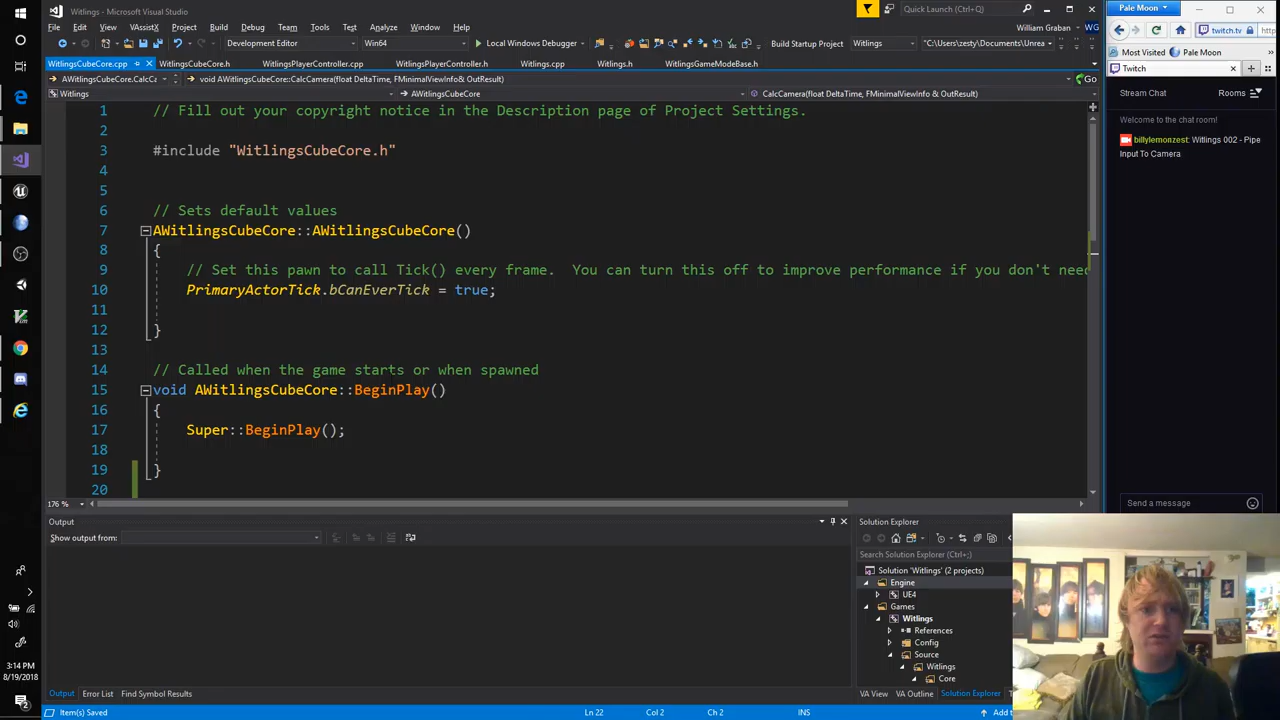 Witlings - Microsoft Visual Studio
Quick Launch (Ctrl+Q)
File Edit View VAssistX Project Build Debug Team Tools Test Analyze Window Help
William Graban
Development Editor Win64 Local Windows Debugger Build Startup Project Witlings "C:\Users\zesty\Documents\Unrea
WitlingsCubeCore.cpp WitlingsCubeCore.h WitlingsPlayerController.cpp WitlingsPlayerController.h Witlings.cpp Witlings.h WitlingsGameModeBase.h
AWitlingsCubeCore.CalcCa void AWitlingsCubeCore::CalcCamera(float DeltaTime, FMinimalViewInfo& OutResult) Go
Witlings AWitlingsCubeCore CalcCamera(float DeltaTime, FMinimalViewInfo& OutResult)
1 // Fill out your copyright notice in the Description page of Project Settings.
2
3 #include "WitlingsCubeCore.h"
4
5
6 // Sets default values
7 AWitlingsCubeCore::AWitlingsCubeCore()
8 {
9 // Set this pawn to call Tick() every frame.  You can turn this off to improve performance if you don't need
10 PrimaryActorTick.bCanEverTick = true;
11
12 }
13
14 // Called when the game starts or when spawned
15 void AWitlingsCubeCore::BeginPlay()
16 {
17 Super::BeginPlay();
18
19 }
20
176 %
Output
Show output from:
Solution Explorer
Search Solution Explorer (Ctrl+;)
Solution 'Witlings' (2 projects)
Engine
UE4
Games
Witlings
References
Config
Source
Witlings
Core
Output Error List Find Symbol Results
VA View VA Outline Solution Explorer
Item(s) Saved Ln 22 Col 2 Ch 2 INS Add t
3:14 PM
8/19/2018
2
Pale Moon
twitch.tv http
Most Visited Pale Moon
Twitch
Stream Chat Rooms
Welcome to the chat room!
billylemonzest: Witlings 002 - Pipe
Input To Camera
Send a message